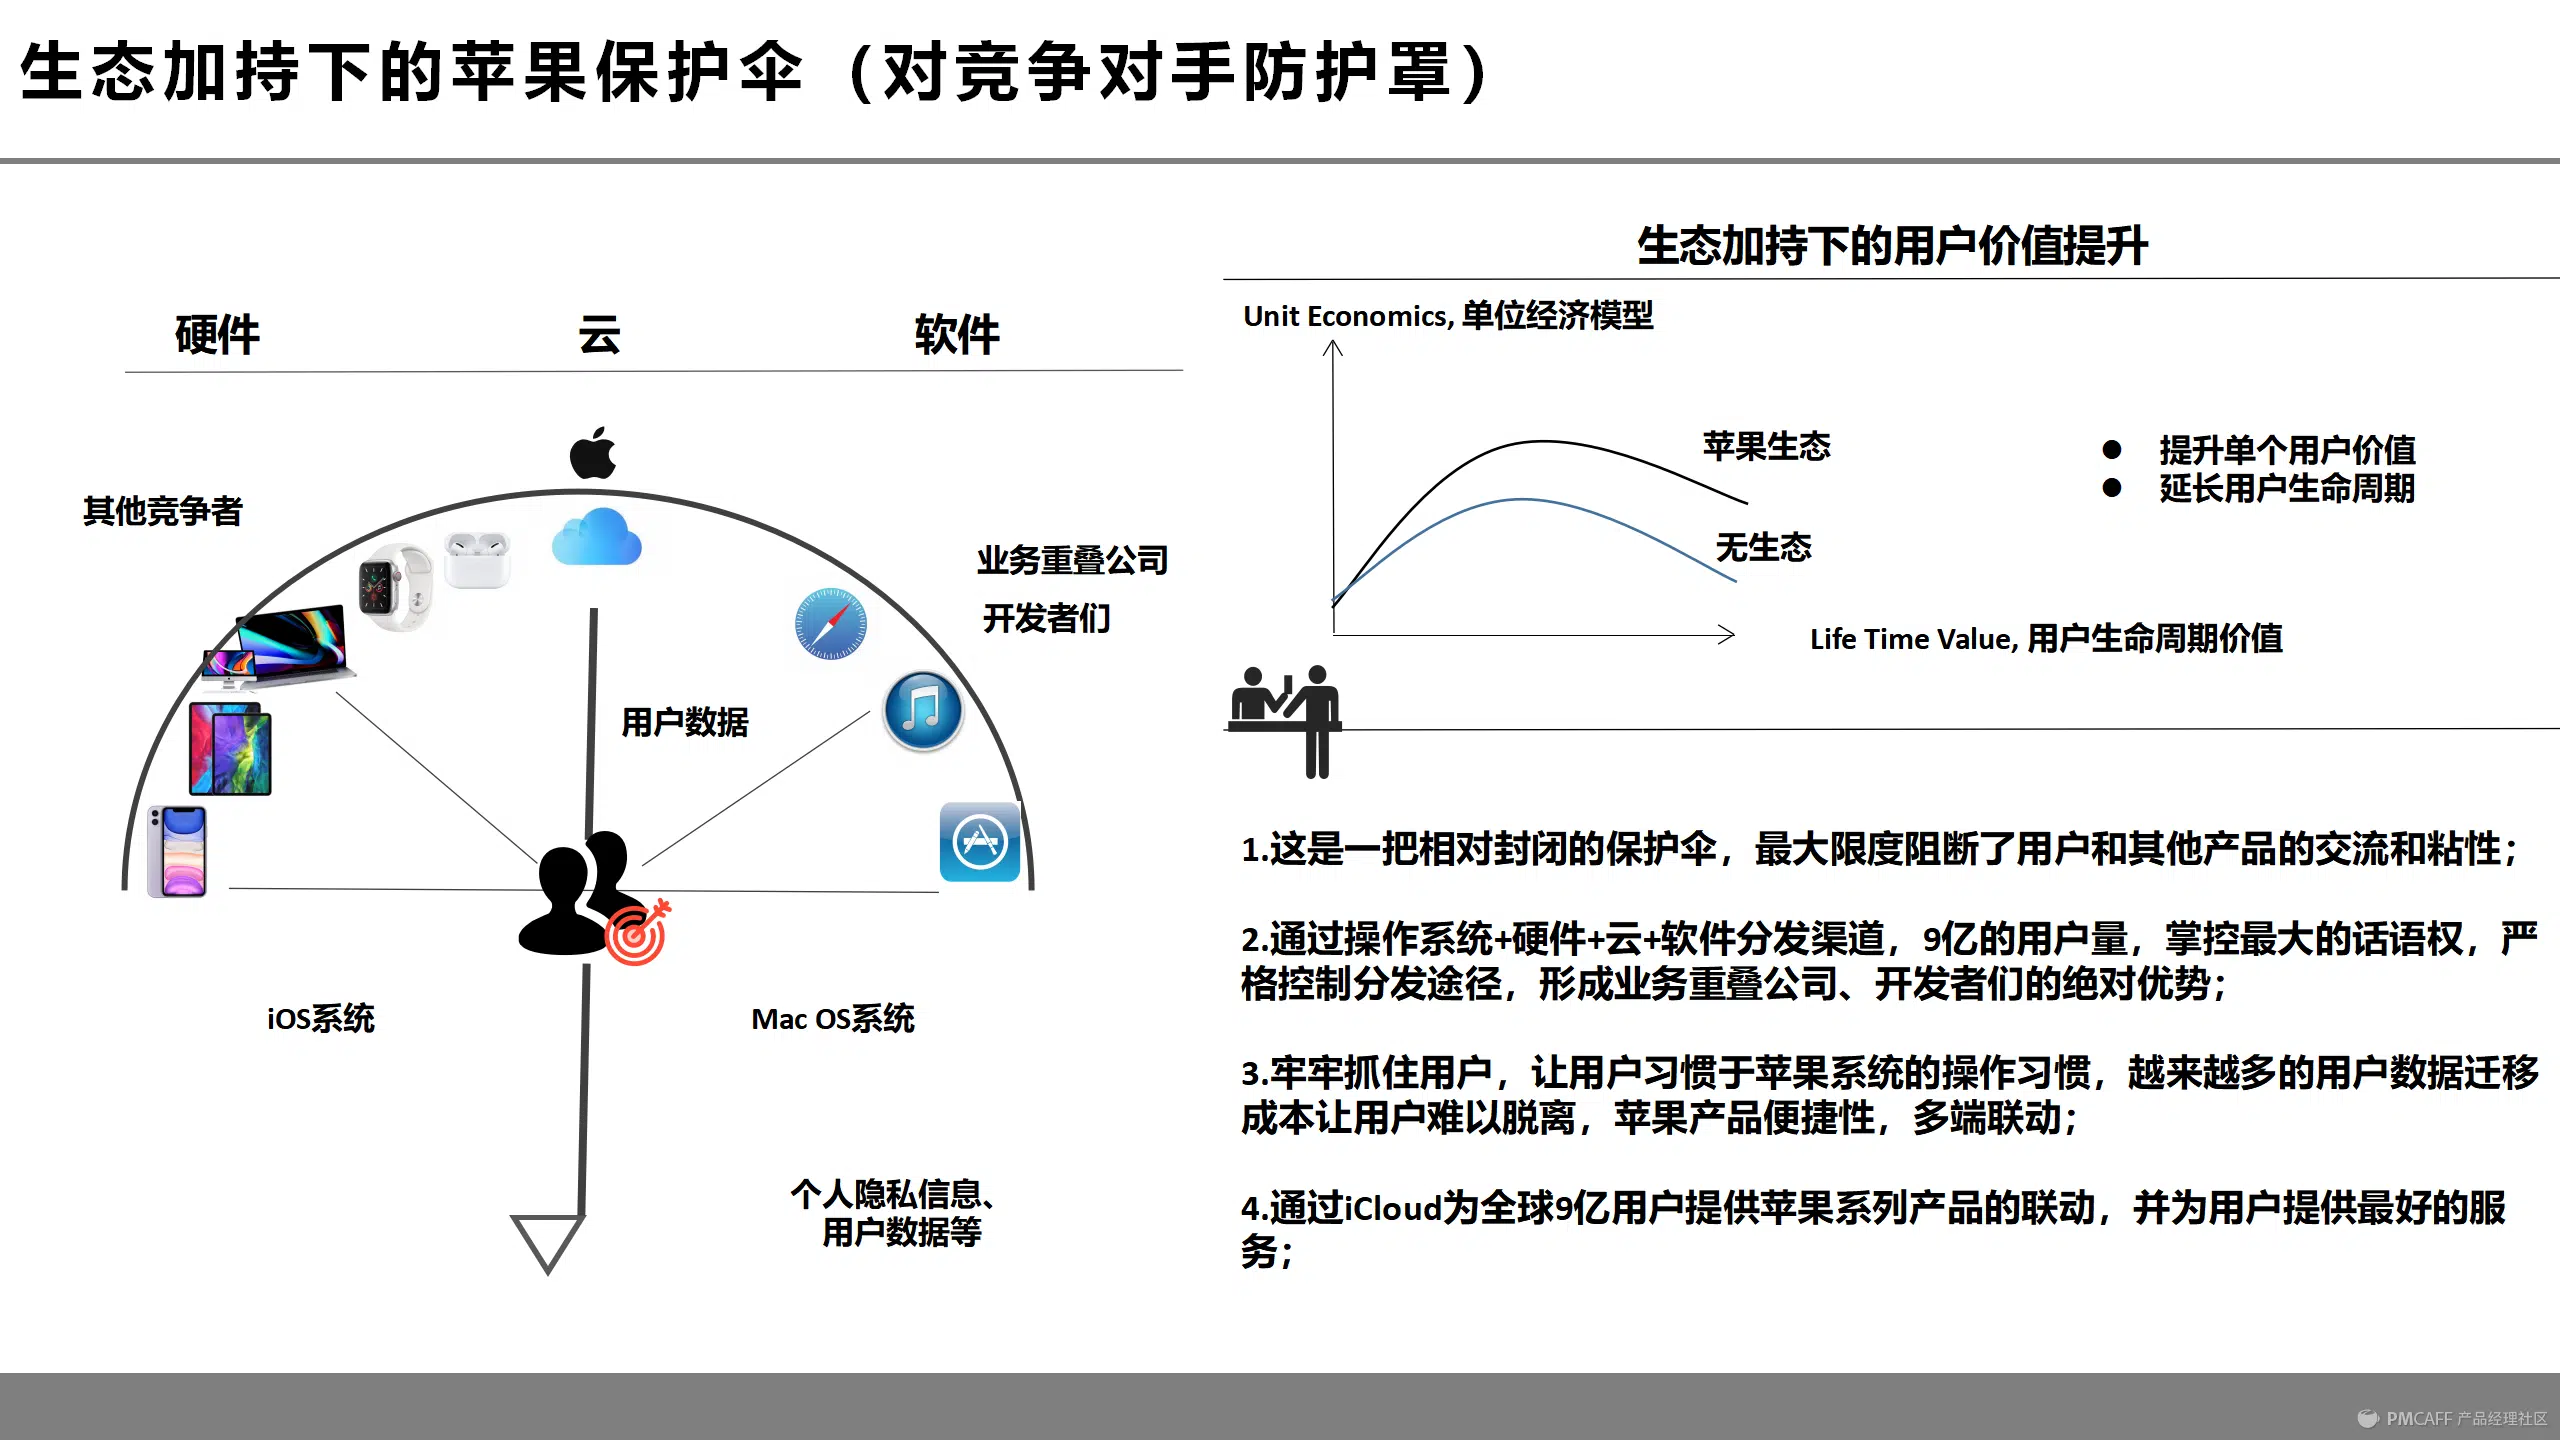 生态加持下的苹果保护伞（对竞争对手防护罩）
硬件
云
软件
其他竞争者
业务重叠公司
开发者们
用户数据
iOS系统
Mac OS系统
个人隐私信息、
用户数据等
生态加持下的用户价值提升
Unit Economics, 单位经济模型
苹果生态
无生态
Life Time Value, 用户生命周期价值
● 提升单个用户价值
● 延长用户生命周期
1.这是一把相对封闭的保护伞，最大限度阻断了用户和其他产品的交流和粘性；
2.通过操作系统+硬件+云+软件分发渠道，9亿的用户量，掌控最大的话语权，严
格控制分发途径，形成业务重叠公司、开发者们的绝对优势；
3.牢牢抓住用户，让用户习惯于苹果系统的操作习惯，越来越多的用户数据迁移
成本让用户难以脱离，苹果产品便捷性，多端联动；
4.通过iCloud为全球9亿用户提供苹果系列产品的联动，并为用户提供最好的服
务；
PMCAFF 产品经理社区